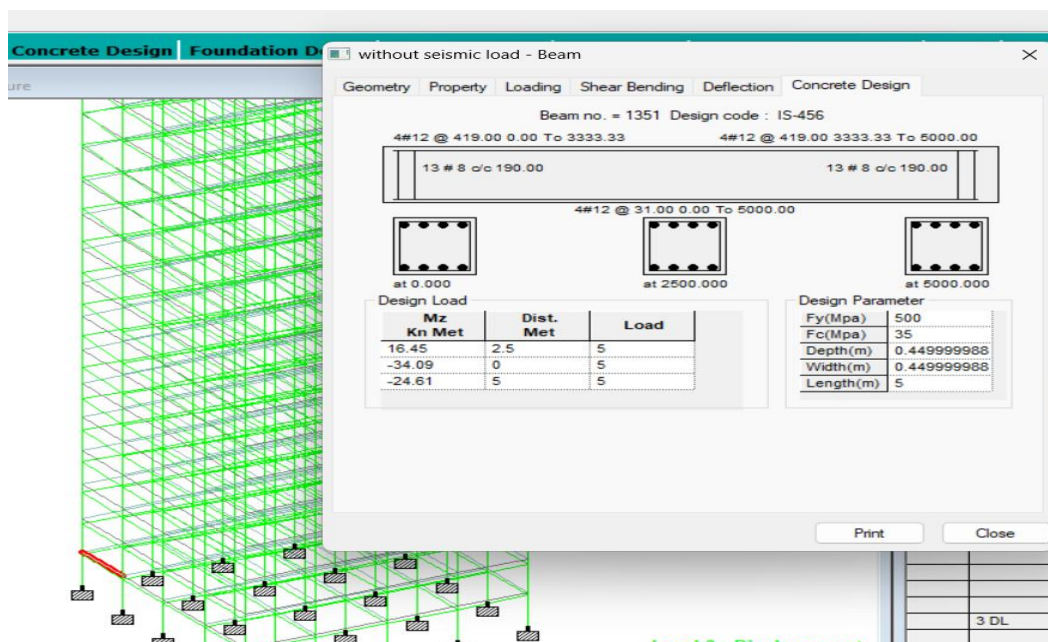 Concrete Design Foundation D
without seismic load - Beam
ure
Geometry Property Loading Shear Bending Deflection Concrete Design
Beam no. = 1351 Design code : IS-456
4#12 @ 419.00 0.00 To 3333.33 4#12 @ 419.00 3333.33 To 5000.00
13 # 8 c/c 190.00 13 # 8 c/c 190.00
4#12 @ 31.00 0.00 To 5000.00
at 0.000 at 2500.000 at 5000.000
Design Load Design Parameter
Mz Dist. Load
Kn Met Met
16.45 2.5 5
-34.09 0 5
-24.61 5 5
Fy(Mpa) 500
Fc(Mpa) 35
Depth(m) 0.449999988
Width(m) 0.449999988
Length(m) 5
Print Close
3 DL